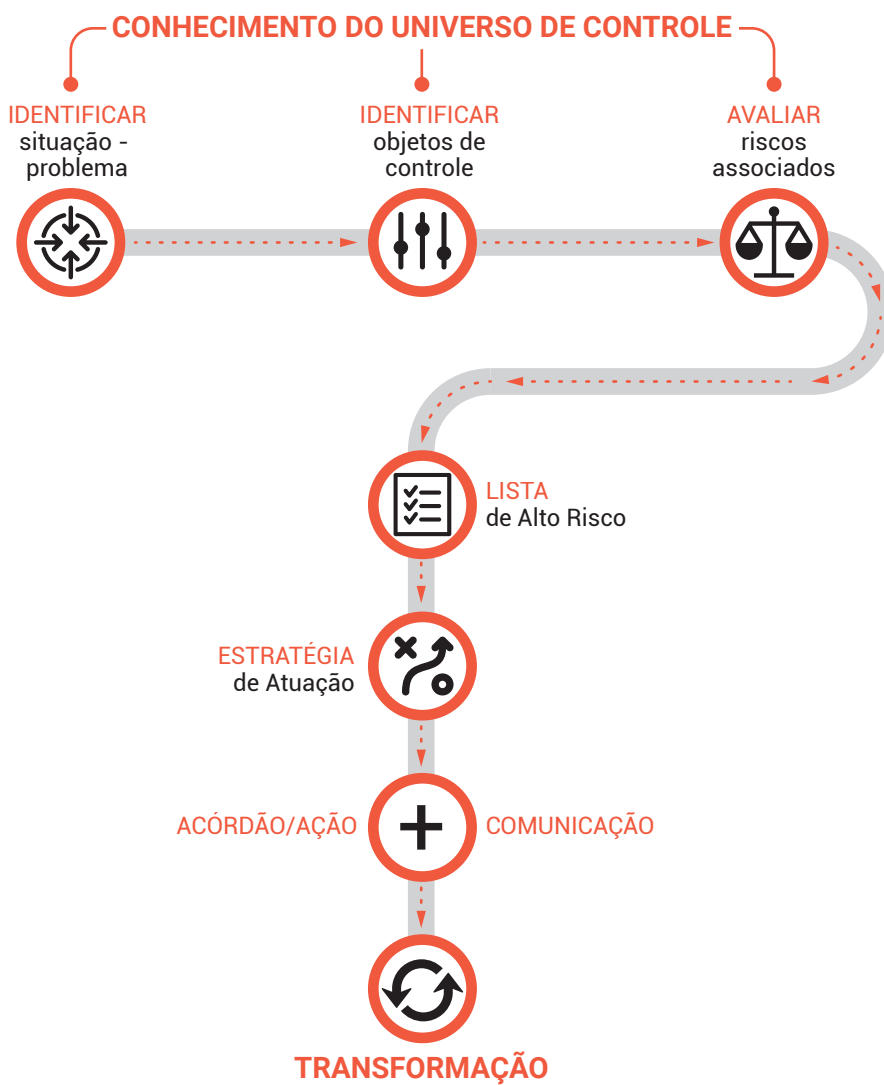 CONHECIMENTO DO UNIVERSO DE CONTROLE
IDENTIFICAR
situação -
problema
IDENTIFICAR
objetos de
controle
AVALIAR
riscos
associados
LISTA
de Alto Risco
ESTRATÉGIA
de Atuação
ACÓRDÃO/AÇÃO
COMUNICAÇÃO
TRANSFORMAÇÃO